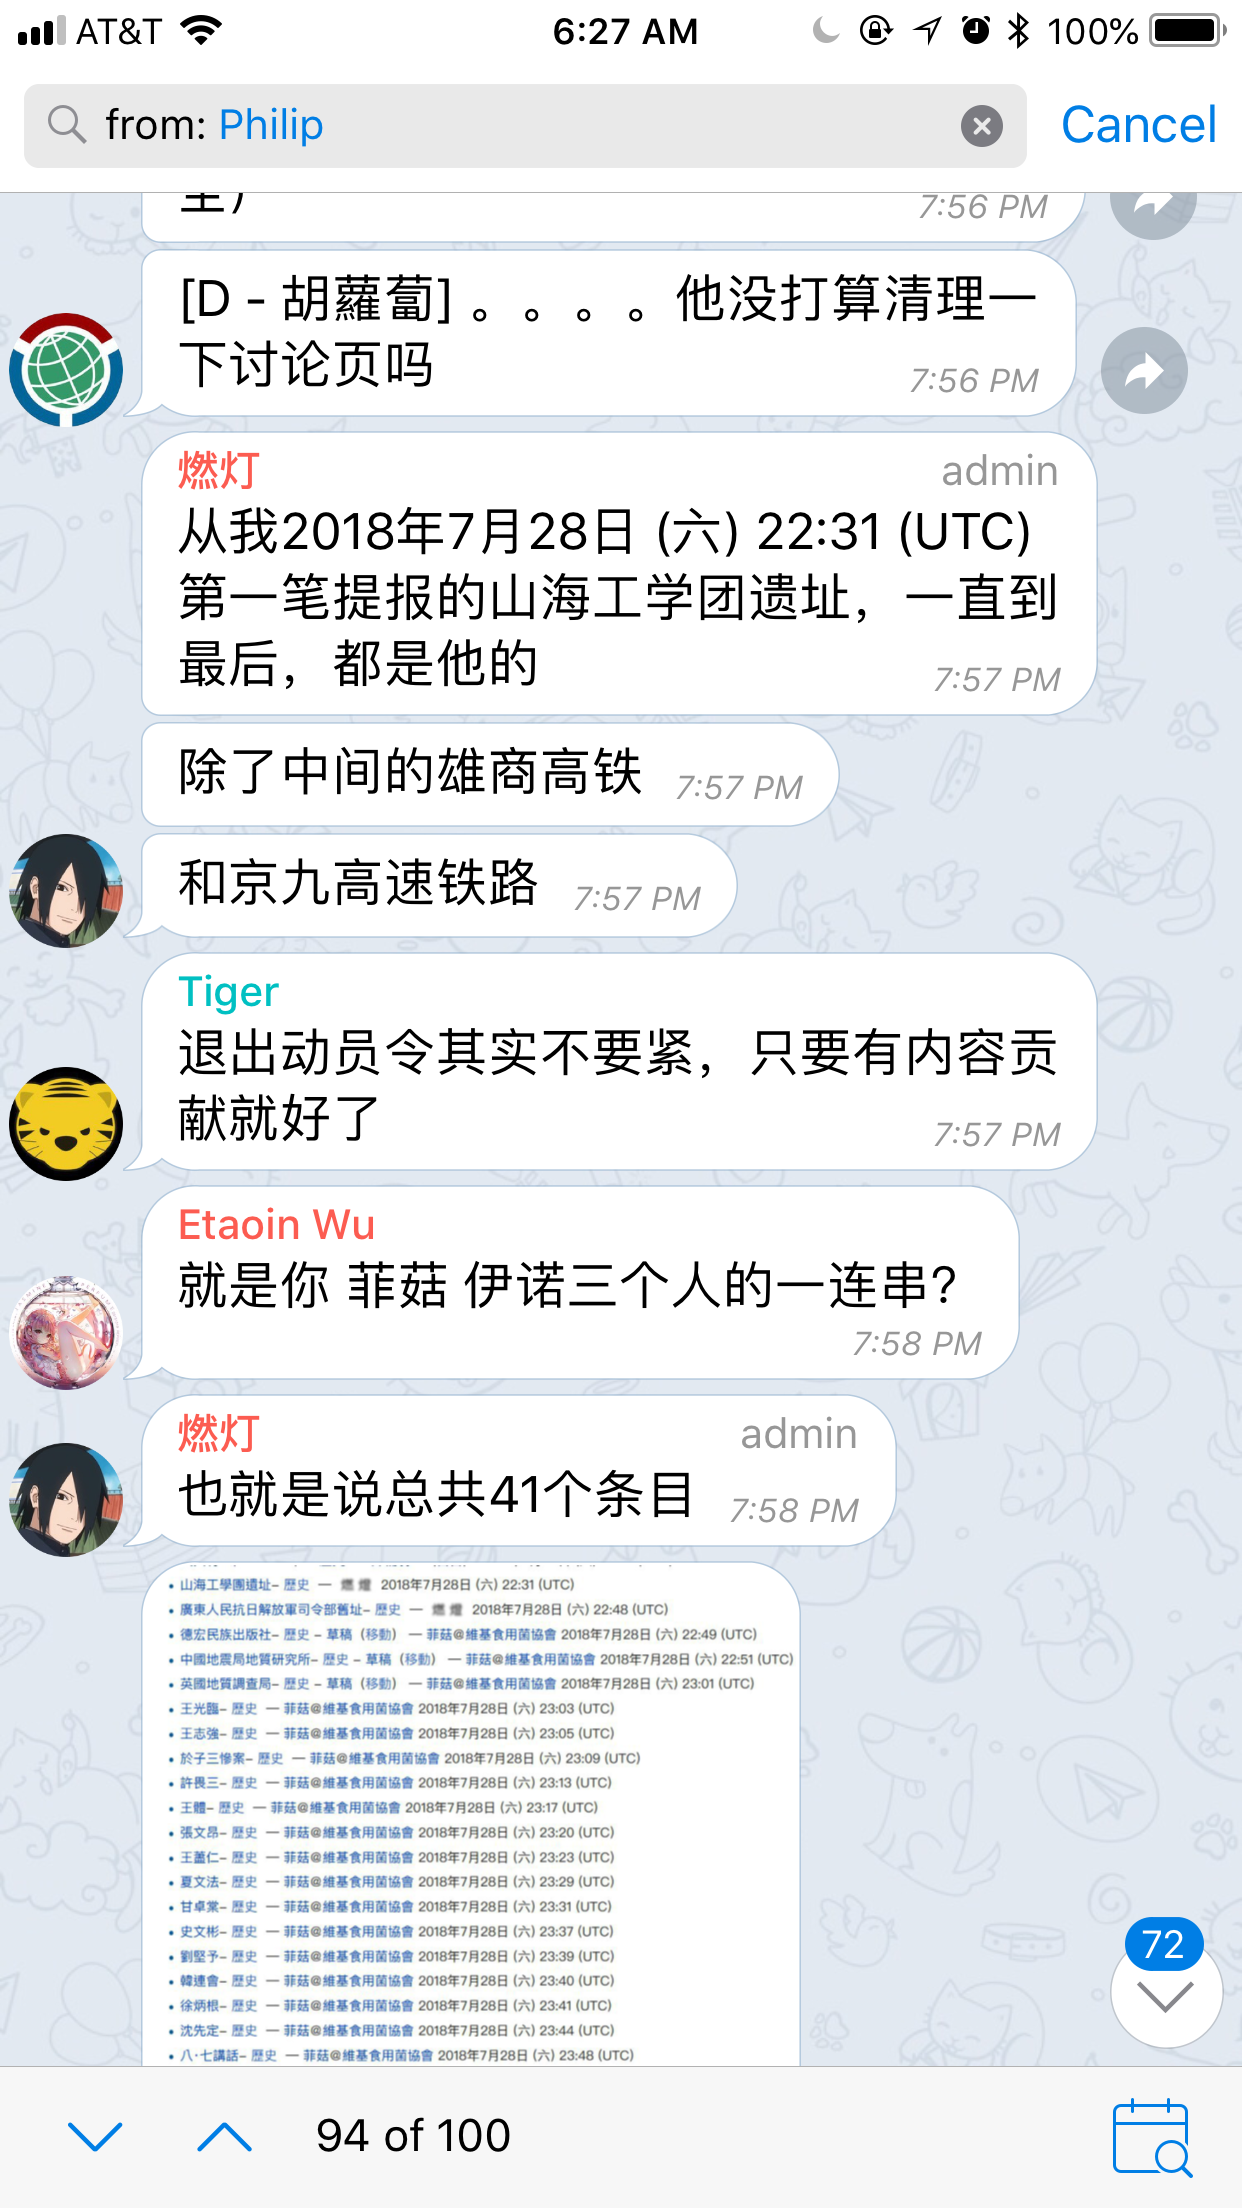 AT&T 6:27 AM 100%
from: Philip
Cancel
7:56 PM
[D - 胡蘿蔔] 。。。。他没打算清理一
下讨论页吗
7:56 PM
燃灯 admin
从我2018年7月28日 (六) 22:31 (UTC)
第一笔提报的山海工学团遗址，一直到
最后，都是他的
7:57 PM
除了中间的雄商高铁 7:57 PM
和京九高速铁路 7:57 PM
Tiger
退出动员令其实不要紧，只要有内容贡
献就好了
7:57 PM
Etaoin Wu
就是你 菲菇 伊诺三个人的一连串？
7:58 PM
燃灯 admin
也就是说总共41个条目 7:58 PM
• 山海工學團遺址– 歷史 — 燃燈 2018年7月28日 (六) 22:31 (UTC)
• 廣東人民抗日解放軍司令部舊址– 歷史 — 燃燈 2018年7月28日 (六) 22:48 (UTC)
• 德宏民族出版社– 歷史 – 草稿（移動） — 菲菇@維基食用菌協會 2018年7月28日 (六) 22:49 (UTC)
• 中國地震局地質研究所– 歷史 – 草稿（移動） — 菲菇@維基食用菌協會 2018年7月28日 (六) 22:51 (UTC)
• 英國地質調查局– 歷史 – 草稿（移動） — 菲菇@維基食用菌協會 2018年7月28日 (六) 23:01 (UTC)
• 王光臨– 歷史 — 菲菇@維基食用菌協會 2018年7月28日 (六) 23:03 (UTC)
• 王志強– 歷史 — 菲菇@維基食用菌協會 2018年7月28日 (六) 23:05 (UTC)
• 於子三慘案– 歷史 — 菲菇@維基食用菌協會 2018年7月28日 (六) 23:09 (UTC)
• 許畏三– 歷史 — 菲菇@維基食用菌協會 2018年7月28日 (六) 23:13 (UTC)
• 王體– 歷史 — 菲菇@維基食用菌協會 2018年7月28日 (六) 23:17 (UTC)
• 張文昂– 歷史 — 菲菇@維基食用菌協會 2018年7月28日 (六) 23:20 (UTC)
• 王藎仁– 歷史 — 菲菇@維基食用菌協會 2018年7月28日 (六) 23:23 (UTC)
• 夏文法– 歷史 — 菲菇@維基食用菌協會 2018年7月28日 (六) 23:29 (UTC)
• 甘卓棠– 歷史 — 菲菇@維基食用菌協會 2018年7月28日 (六) 23:31 (UTC)
• 史文彬– 歷史 — 菲菇@維基食用菌協會 2018年7月28日 (六) 23:37 (UTC)
• 劉堅予– 歷史 — 菲菇@維基食用菌協會 2018年7月28日 (六) 23:39 (UTC)
• 韓連會– 歷史 — 菲菇@維基食用菌協會 2018年7月28日 (六) 23:40 (UTC)
• 徐炳根– 歷史 — 菲菇@維基食用菌協會 2018年7月28日 (六) 23:41 (UTC)
• 沈先定– 歷史 — 菲菇@維基食用菌協會 2018年7月28日 (六) 23:44 (UTC)
• 八·七講話– 歷史 — 菲菇@維基食用菌協會 2018年7月28日 (六) 23:48 (UTC)
72
94 of 100